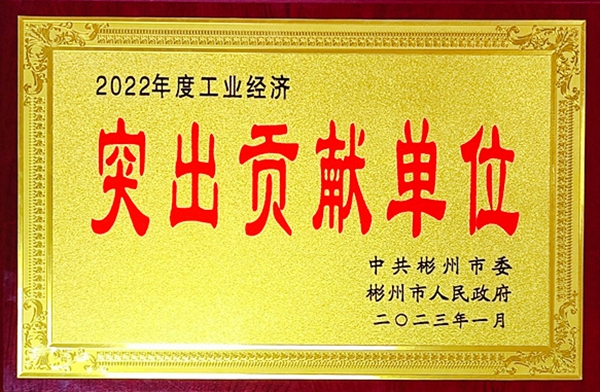 2022年度工业经济
突出贡献单位
中共彬州市委
彬州市人民政府
二〇二三年一月